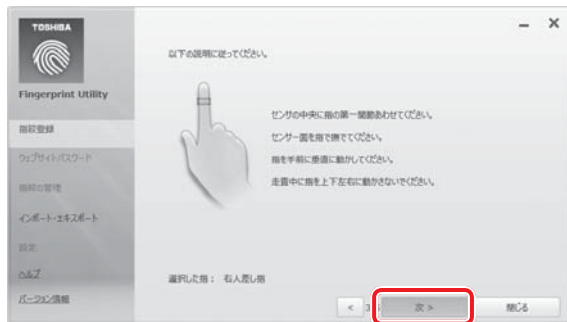 TOSHIBA
Fingerprint Utility
指紋登録
ウェブサイトパスワード
指紋の管理
インポート・エキスポート
設定
ヘルプ
バージョン情報
以下の説明に従ってください。
センサの中央に指の第一関節あわせてください。
センサー面を指で撫でてください。
指を手前に垂直に動かしてください。
走査中に指を上下左右に動かさないでください。
選択した指: 右人差し指
< 3
次 >
閉じる